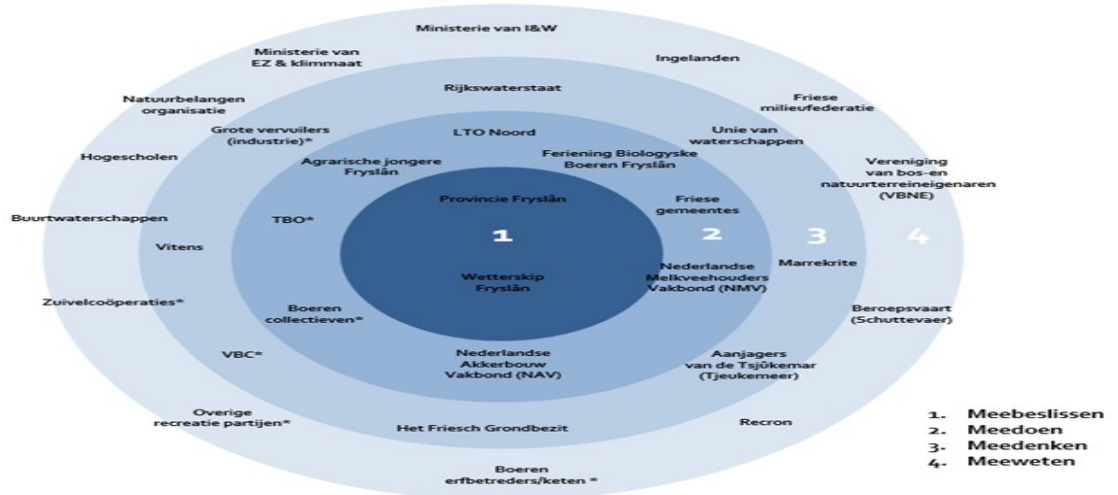 Ministerie van I&W
Ministerie van
EZ & klimmaat
Ingelanden
Rijkswaterstaat
Natuurbelangen
organisatie
Friese
milieufederatie
Grote vervuilers
(industrie)*
LTO Noord
Unie van
waterschappen
Hogescholen
Agrarische jongere
Fryslân
Feriening Biologyske
Boeren Fryslân
Vereniging
van bos-en
natuurterreineigenaren
(VBNE)
Provincie Fryslân
Friese
gemeentes
Buurtwaterschappen
TBO*
1
2
3
4
Vitens
Wetterskip
Fryslân
Nederlandse
Melkveehouders
Vakbond (NMV)
Marrekrite
Zuivelcoöperaties*
Boeren
collectieven*
Beroepsvaart
(Schuttevaer)
VBC*
Nederlandse
Akkerbouw
Vakbond (NAV)
Aanjagers
van de Tsjûkemar
(Tjeukemeer)
Overige
recreatie partijen*
Het Friesch Grondbezit
Recron
Boeren
erfbetreders/keten *
1. Meebeslissen
2. Meedoen
3. Meedenken
4. Meeweten